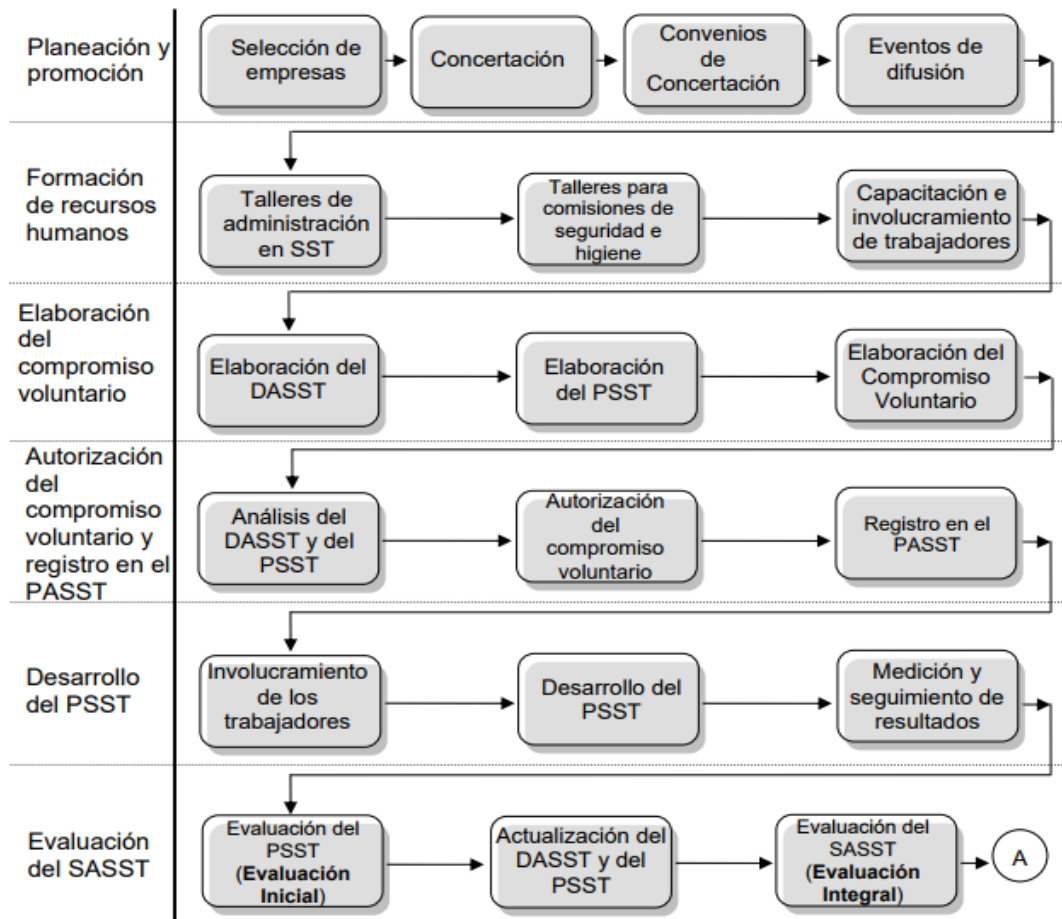 Planeación y
promoción
Selección de
empresas
Concertación
Convenios
de
Concertación
Eventos de
difusión
Formación
de recursos
humanos
Talleres de
administración
en SST
Talleres para
comisiones de
seguridad e
higiene
Capacitación e
involucramiento
de trabajadores
Elaboración
del
compromiso
voluntario
Elaboración del
DASST
Elaboración
del PSST
Elaboración del
Compromiso
Voluntario
Autorización
del
compromiso
voluntario y
registro en el
PASST
Análisis del
DASST y del
PSST
Autorización
del
compromiso
voluntario
Registro en el
PASST
Desarrollo
del PSST
Involucramiento
de los
trabajadores
Desarrollo del
PSST
Medición y
seguimiento de
resultados
Evaluación
del SASST
Evaluación del
PSST
(Evaluación
Inicial)
Actualización del
DASST y del
PSST
Evaluación del
SASST
(Evaluación
Integral)
A